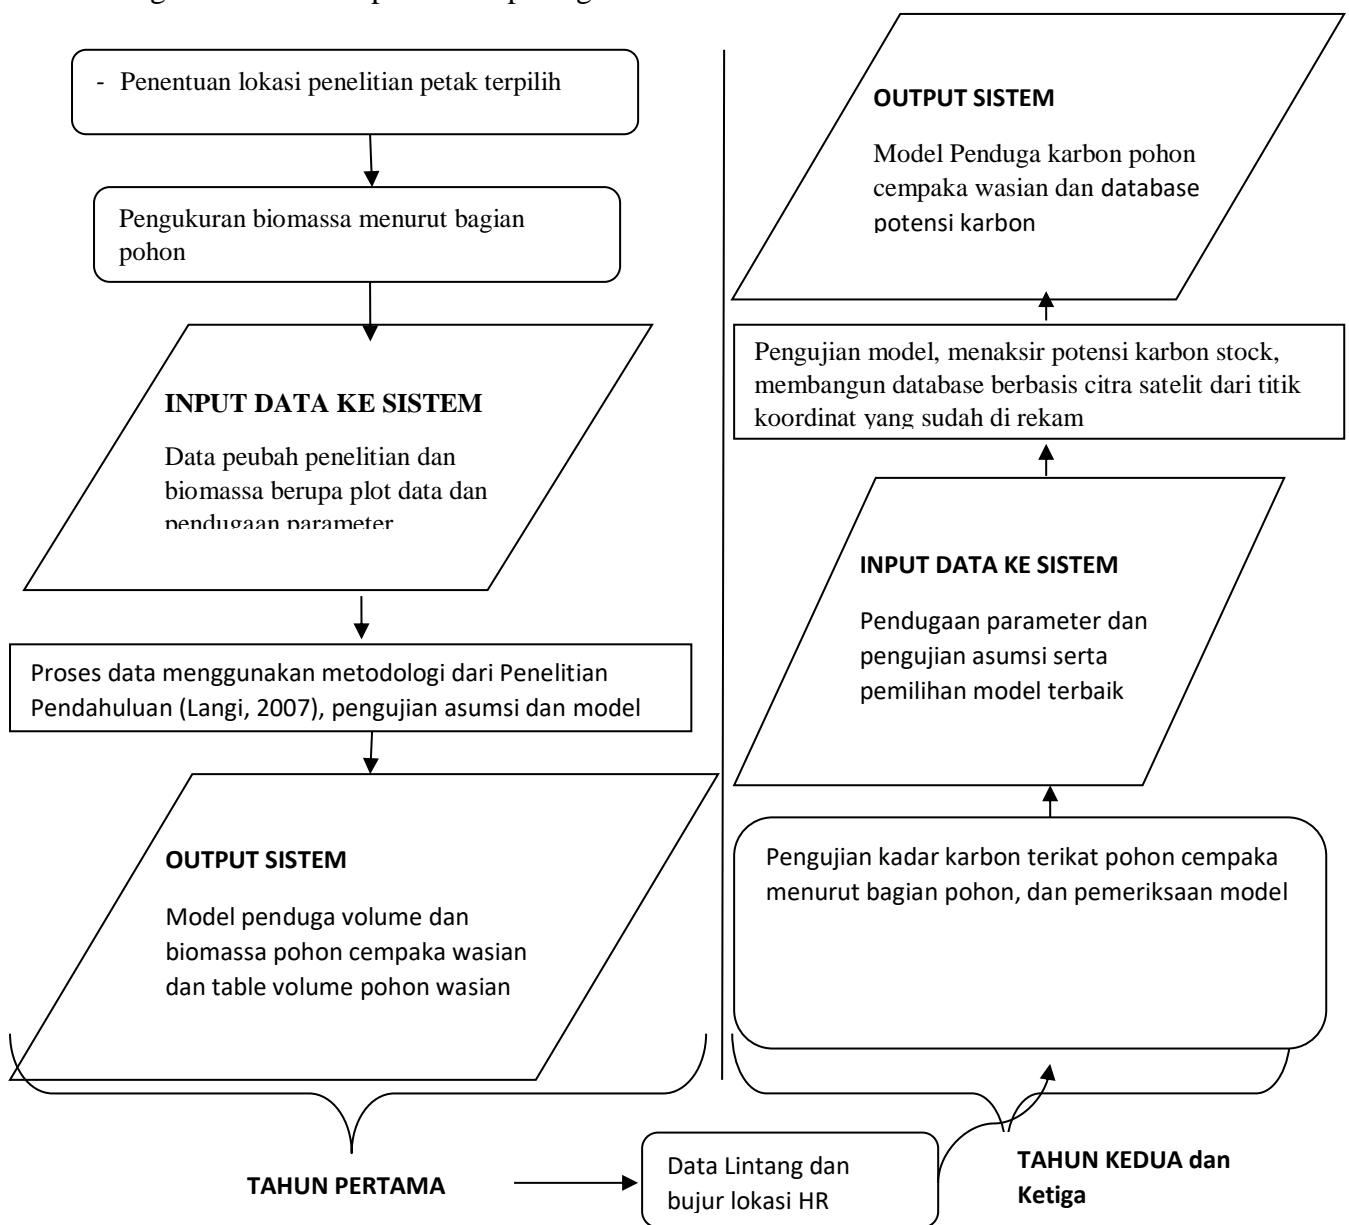 - Penentuan lokasi penelitian petak terpilih
Pengukuran biomassa menurut bagian
pohon
INPUT DATA KE SISTEM
Data peubah penelitian dan
biomassa berupa plot data dan
pendugaan parameter
Proses data menggunakan metodologi dari Penelitian
Pendahuluan (Langi, 2007), pengujian asumsi dan model
OUTPUT SISTEM
Model penduga volume dan
biomassa pohon cempaka wasian
dan table volume pohon wasian
TAHUN PERTAMA
Data Lintang dan
bujur lokasi HR
TAHUN KEDUA dan
Ketiga
Pengujian kadar karbon terikat pohon cempaka
menurut bagian pohon, dan pemeriksaan model
INPUT DATA KE SISTEM
Pendugaan parameter dan
pengujian asumsi serta
pemilihan model terbaik
Pengujian model, menaksir potensi karbon stock,
membangun database berbasis citra satelit dari titik
koordinat yang sudah di rekam
OUTPUT SISTEM
Model Penduga karbon pohon
cempaka wasian dan database
potensi karbon